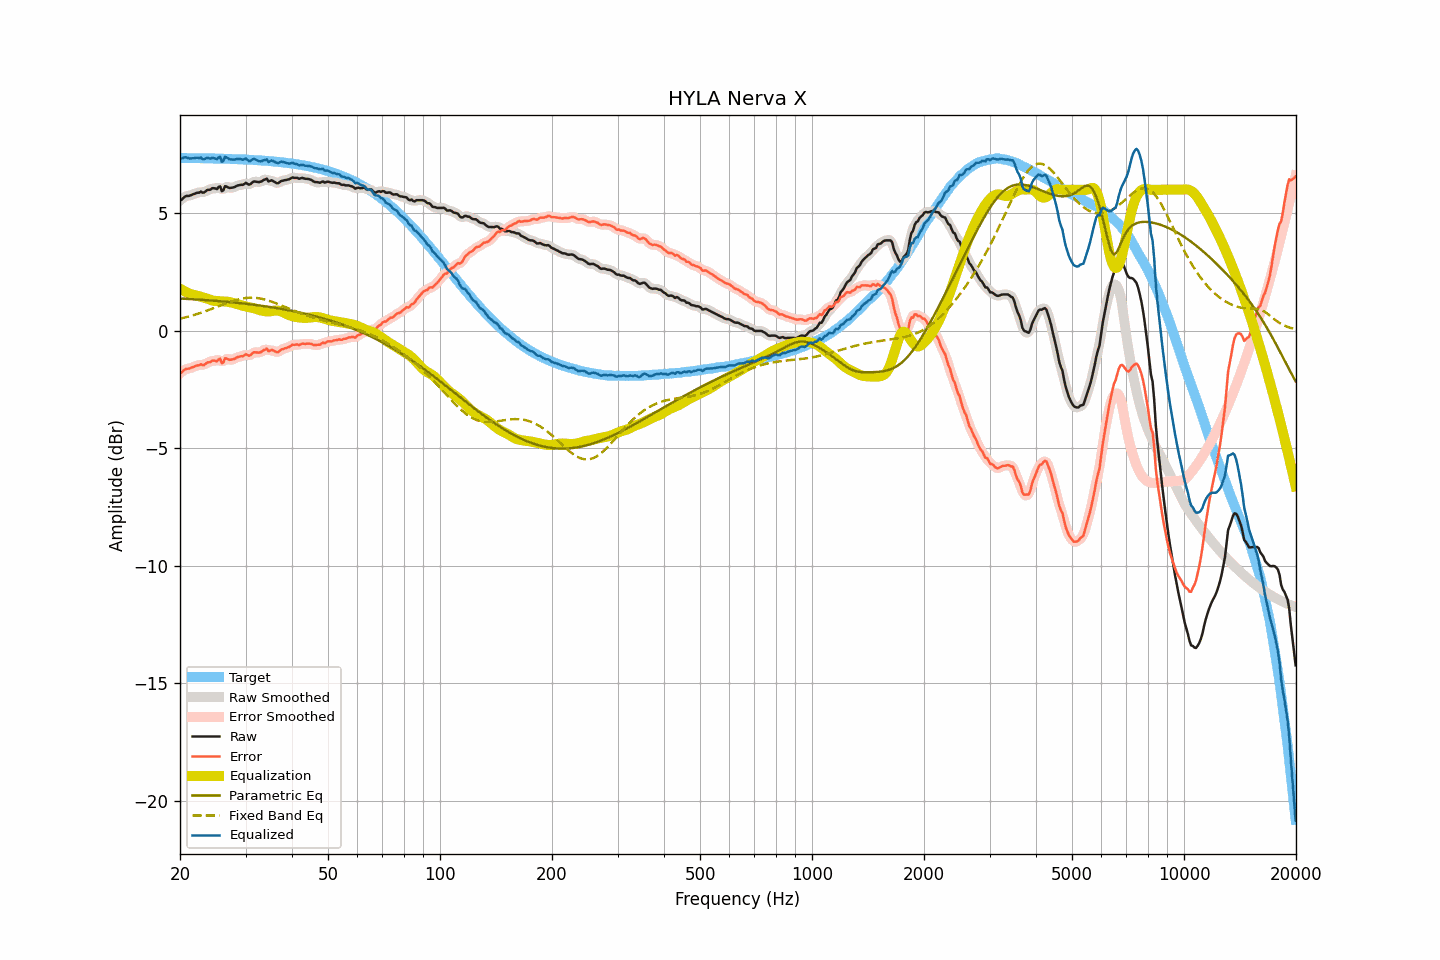 HYLA Nerva X
5
0
−5
−10
−15
−20
Amplitude (dBr)
Target
Raw Smoothed
Error Smoothed
Raw
Error
Equalization
Parametric Eq
Fixed Band Eq
Equalized
20 50 100 200 500 1000 2000 5000 10000 20000
Frequency (Hz)